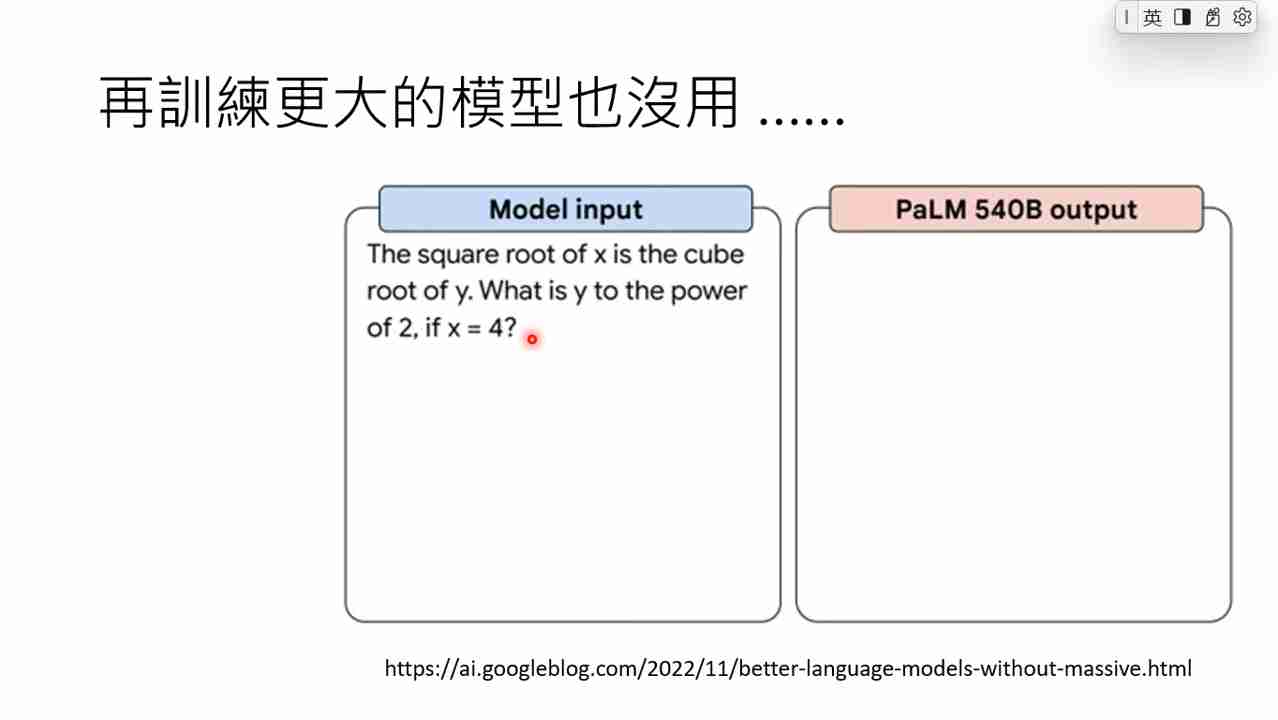 英
再訓練更大的模型也沒用 ……
Model input
The square root of x is the cube
root of y. What is y to the power
of 2, if x = 4?
PaLM 540B output
https://ai.googleblog.com/2022/11/better-language-models-without-massive.html